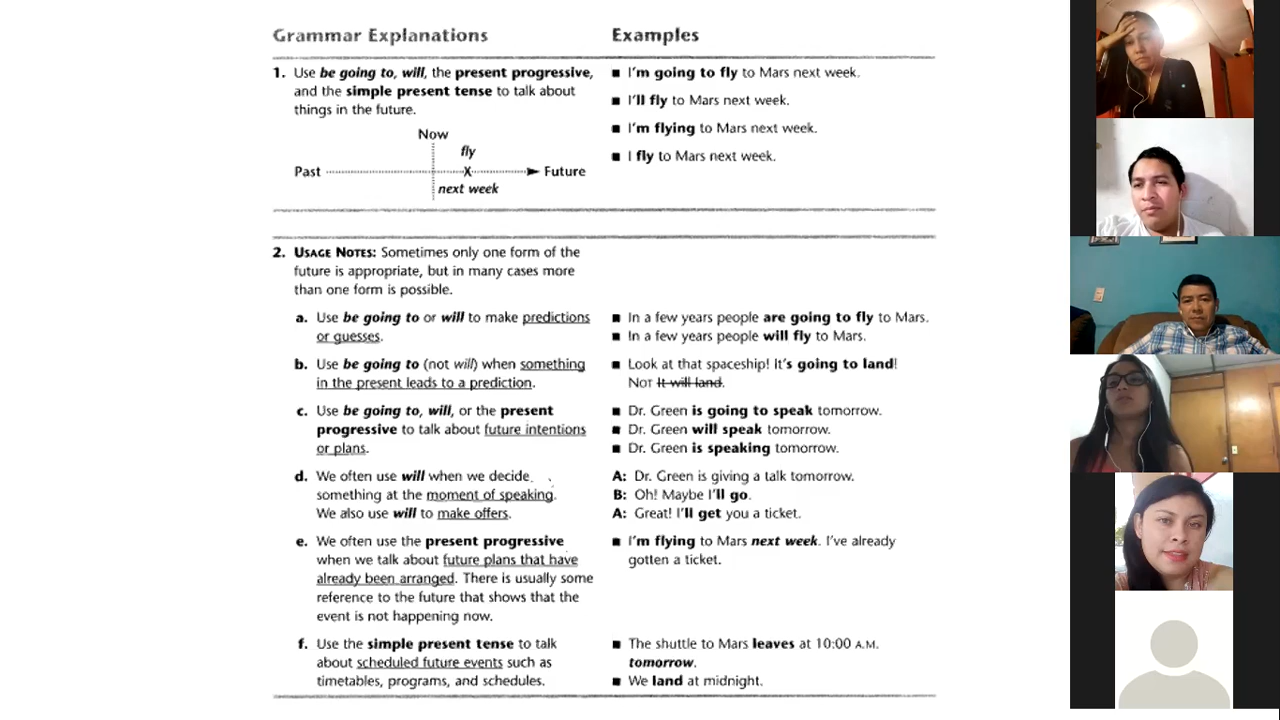 Grammar Explanations
Examples
1. Use be going to, will, the present progressive,
and the simple present tense to talk about
things in the future.
■ I'm going to fly to Mars next week.
■ I'll fly to Mars next week.
■ I'm flying to Mars next week.
■ I fly to Mars next week.
Now
fly
Past
X
Future
next week
2. USAGE NOTES: Sometimes only one form of the
future is appropriate, but in many cases more
than one form is possible.
a. Use be going to or will to make predictions
or guesses.
■ In a few years people are going to fly to Mars.
■ In a few years people will fly to Mars.
b. Use be going to (not will) when something
in the present leads to a prediction.
■ Look at that spaceship! It's going to land!
NOT It will land.
c. Use be going to, will, or the present
progressive to talk about future intentions
or plans.
■ Dr. Green is going to speak tomorrow.
■ Dr. Green will speak tomorrow.
■ Dr. Green is speaking tomorrow.
d. We often use will when we decide
something at the moment of speaking.
We also use will to make offers.
A: Dr. Green is giving a talk tomorrow.
B: Oh! Maybe I'll go.
A: Great! I'll get you a ticket.
e. We often use the present progressive
when we talk about future plans that have
already been arranged. There is usually some
reference to the future that shows that the
event is not happening now.
■ I'm flying to Mars next week. I've already
gotten a ticket.
f. Use the simple present tense to talk
about scheduled future events such as
timetables, programs, and schedules.
■ The shuttle to Mars leaves at 10:00 A.M.
tomorrow.
■ We land at midnight.